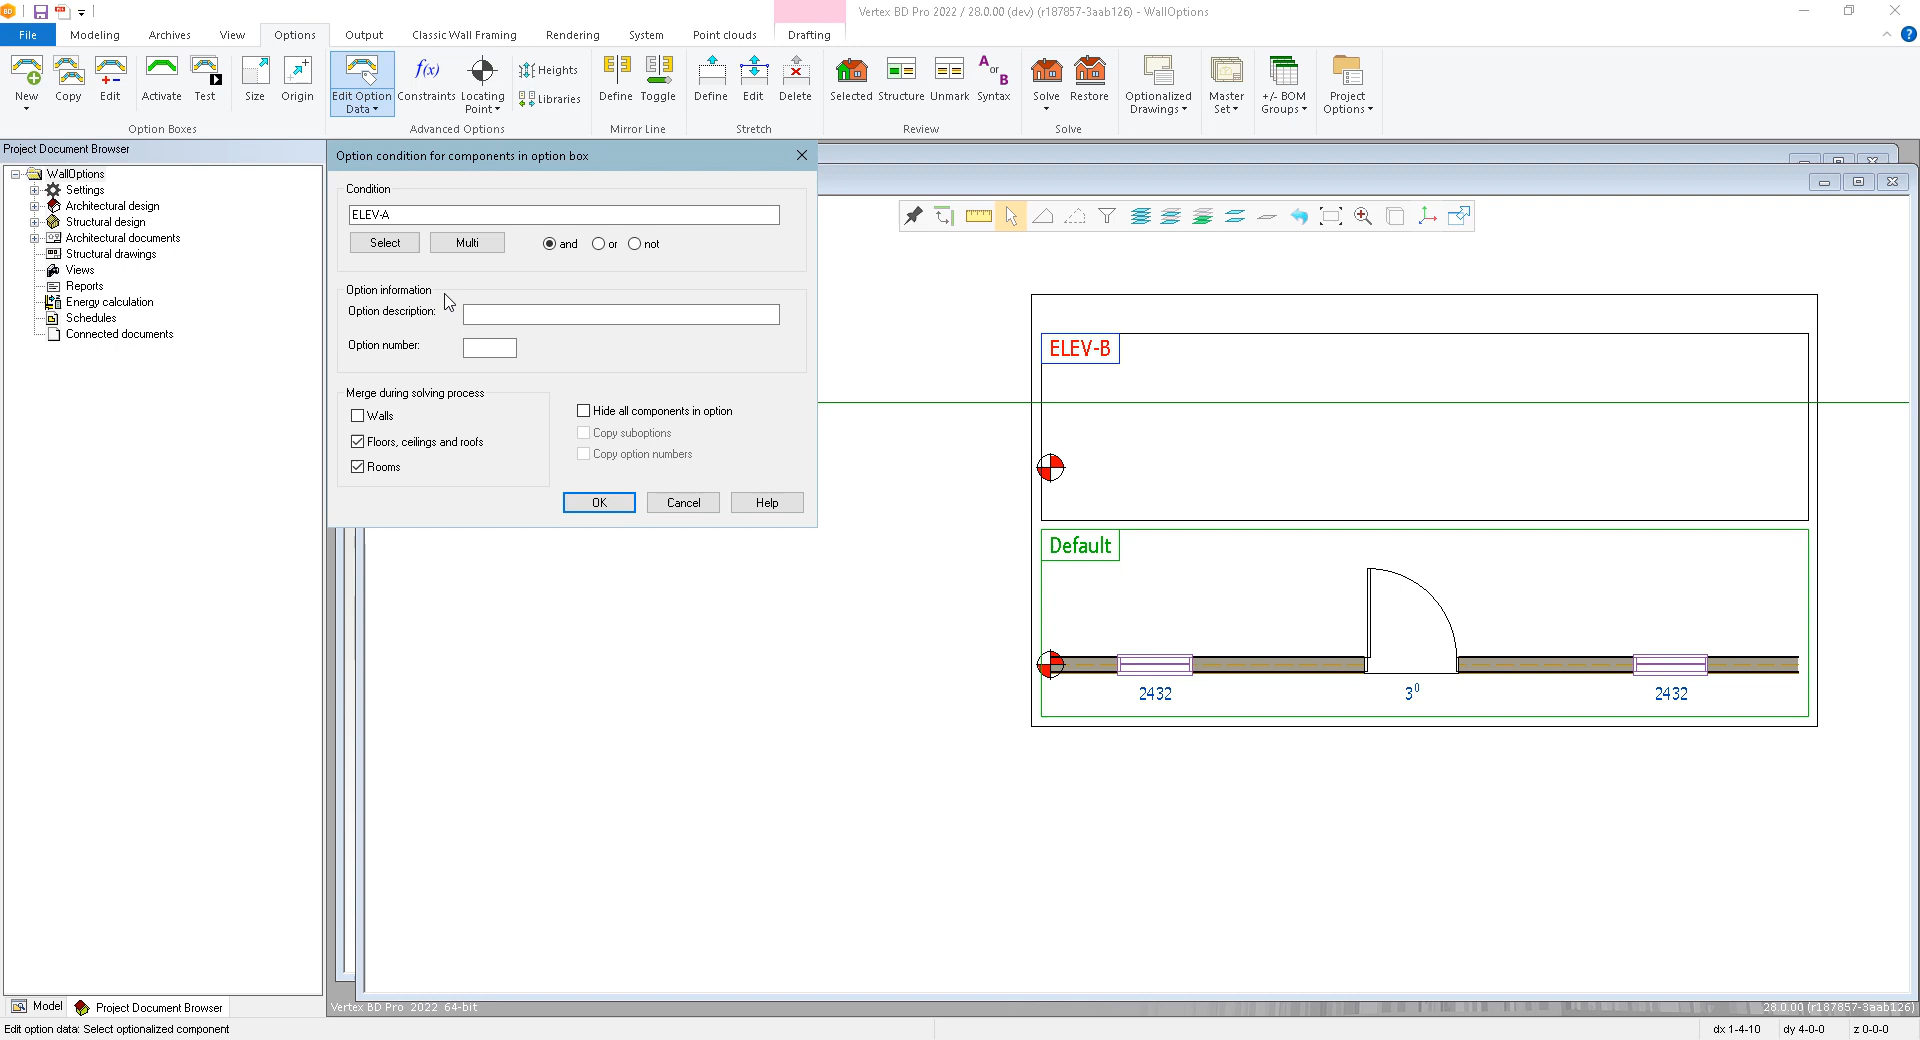 BD
Vertex BD Pro 2022 / 28.0.00 (dev) (r187857-3aab126) - WallOptions
File Modeling Archives View Options Output Classic Wall Framing Rendering System Point clouds Drafting
New Copy Edit Activate Test Size Origin
Edit Option Data f(x) Constraints Locating Point Heights Libraries
Define Toggle Define Edit Delete
Selected Structure Unmark A or B Syntax
Solve Restore Optionalized Drawings Master Set +/- BOM Groups Project Options
Option Boxes Advanced Options Mirror Line Stretch Review Solve
Project Document Browser
WallOptions
Settings
Architectural design
Structural design
Architectural documents
Structural drawings
Views
Reports
Energy calculation
Schedules
Connected documents
Option condition for components in option box
Condition
ELEV-A
Select Multi and or not
Option information
Option description:
Option number:
Merge during solving process
Walls
Floors, ceilings and roofs
Rooms
Hide all components in option
Copy suboptions
Copy option numbers
OK Cancel Help
ELEV-B
Default
2432 3⁰ 2432
Model Project Document Browser
Vertex BD Pro 2022 64-bit 28.0.00 (r187857-3aab126)
Edit option data: Select optionalized component dx 1-4-10 dy 4-0-0 z 0-0-0